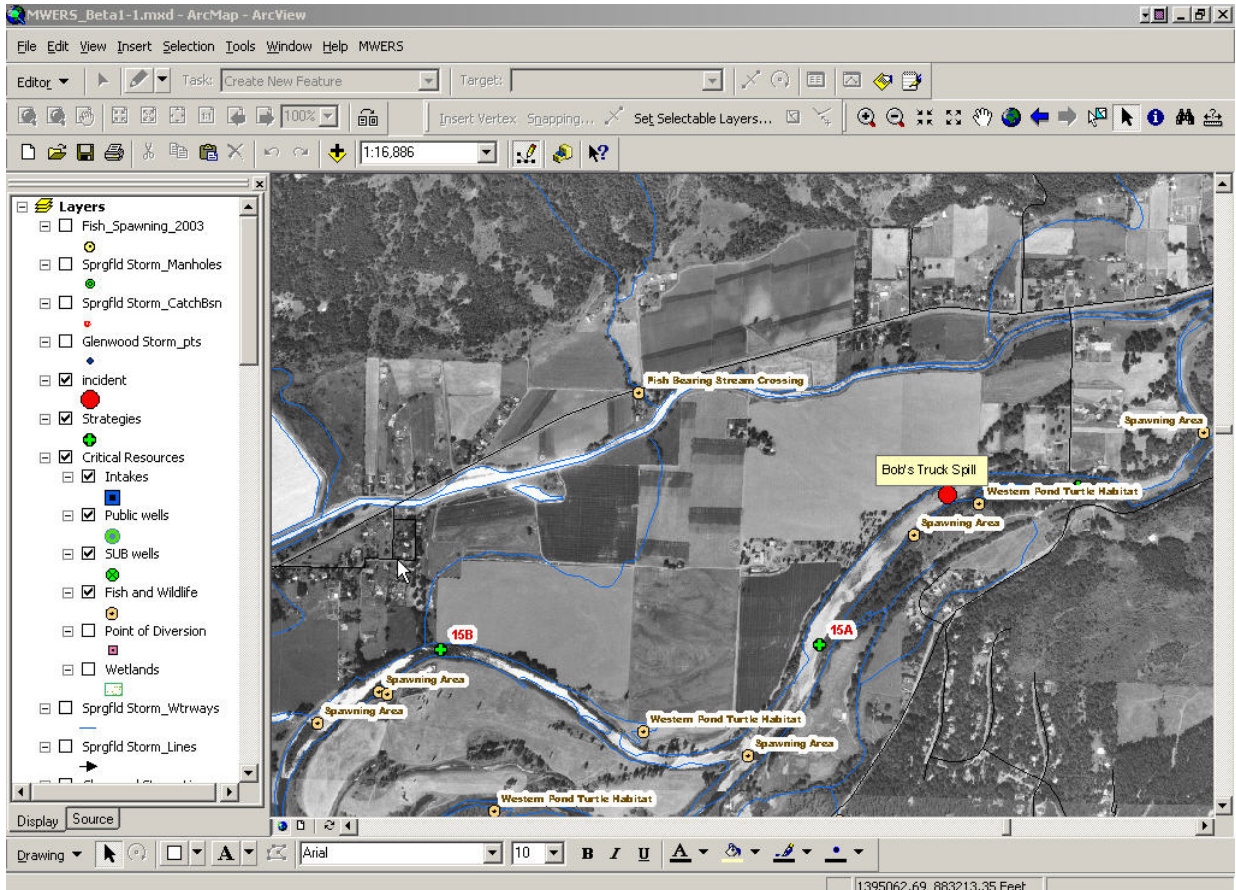 MWERS_Beta1-1.mxd - ArcMap - ArcView
File Edit View Insert Selection Tools Window Help MWERS
Editor Task: Create New Feature Target:
100% Insert Vertex Snapping... Set Selectable Layers...
1:16,886
Layers
Fish_Spawning_2003
Sprgfld Storm_Manholes
Sprgfld Storm_CatchBsn
Glenwood Storm_pts
incident
Strategies
Critical Resources
Intakes
Public wells
SUB wells
Fish and Wildlife
Point of Diversion
Wetlands
Sprgfld Storm_Wtrways
Sprgfld Storm_Lines
Display Source
Fish Bearing Stream Crossing
Spawning Area
Bob's Truck Spill
Western Pond Turtle Habitat
Spawning Area
15A
15B
Spawning Area
Spawning Area
Western Pond Turtle Habitat
Spawning Area
Western Pond Turtle Habitat
Drawing A Arial 10 B I U A
1395062.69 883213.35 Feet